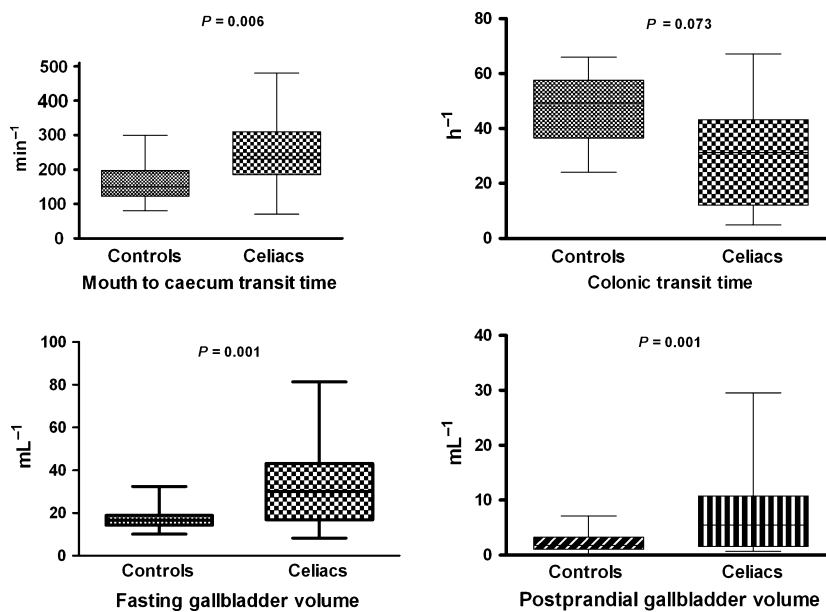 P = 0.006
500
400
300
200
100
0
min⁻¹
Controls Celiacs
Mouth to caecum transit time
P = 0.073
80
60
40
20
0
h⁻¹
Controls Celiacs
Colonic transit time
P = 0.001
100
80
60
40
20
0
mL⁻¹
Controls Celiacs
Fasting gallbladder volume
P = 0.001
40
30
20
10
0
mL⁻¹
Controls Celiacs
Postprandial gallbladder volume